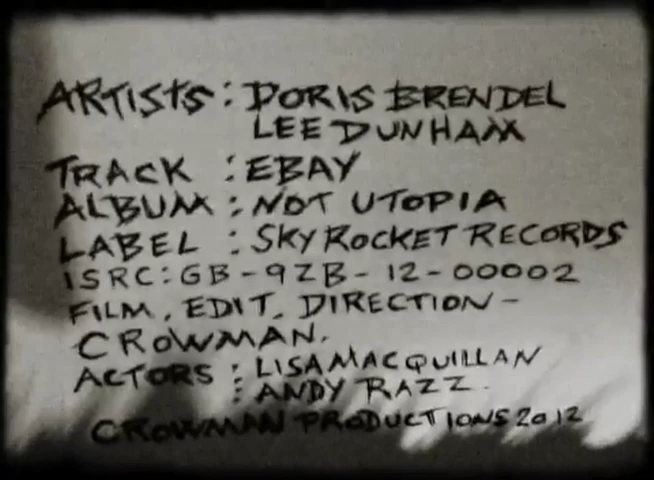 ARTISTS : DORIS BRENDEL
LEE DUNHAM
TRACK : EBAY
ALBUM : NOT UTOPIA
LABEL : SKY ROCKET RECORDS
ISRC : GB - 9ZB - 12 - 00002
FILM, EDIT, DIRECTION -
CROWMAN.
ACTORS : LISA MACQUILLAN
: ANDY RAZZ.
CROWMAN PRODUCTIONS 2012